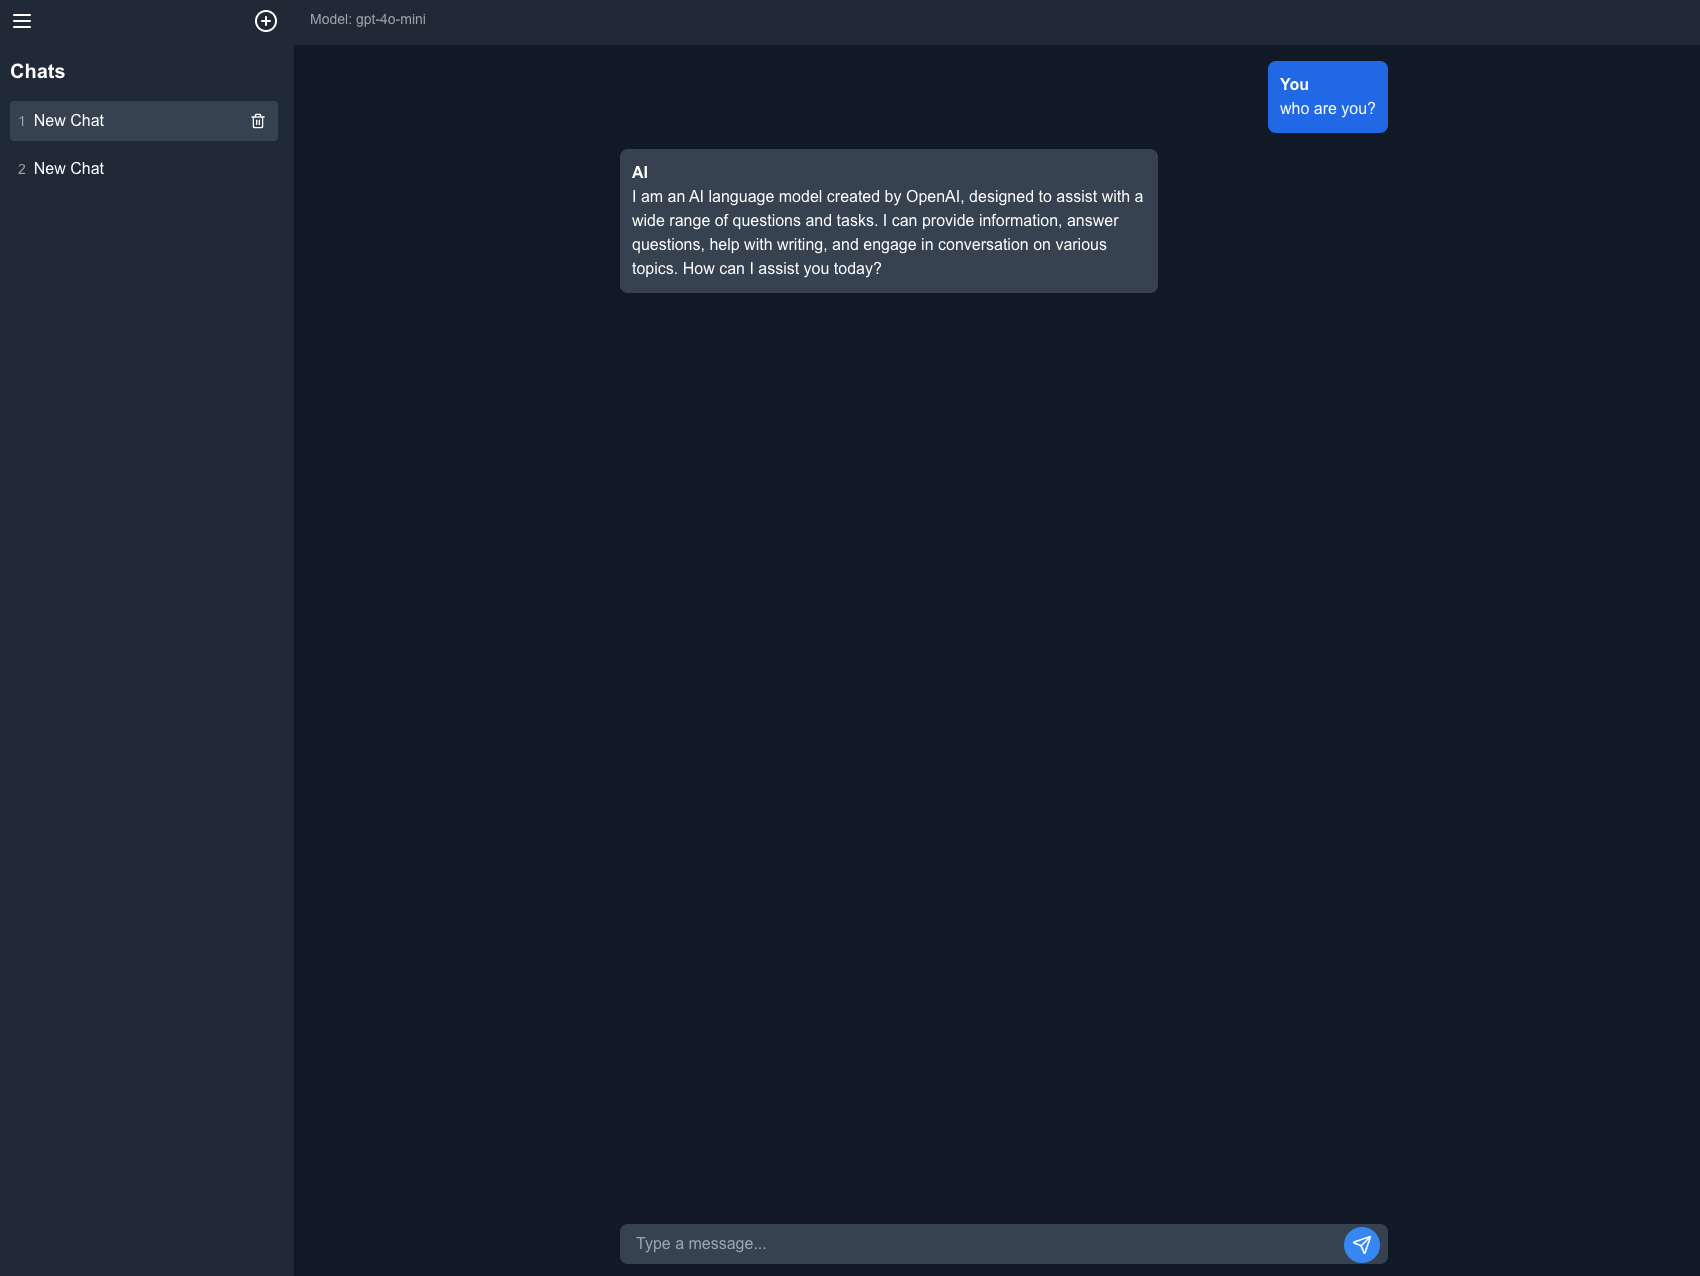 Model: gpt-4o-mini
Chats
1 New Chat
2 New Chat
You
who are you?
AI
I am an AI language model created by OpenAI, designed to assist with a
wide range of questions and tasks. I can provide information, answer
questions, help with writing, and engage in conversation on various
topics. How can I assist you today?
Type a message...